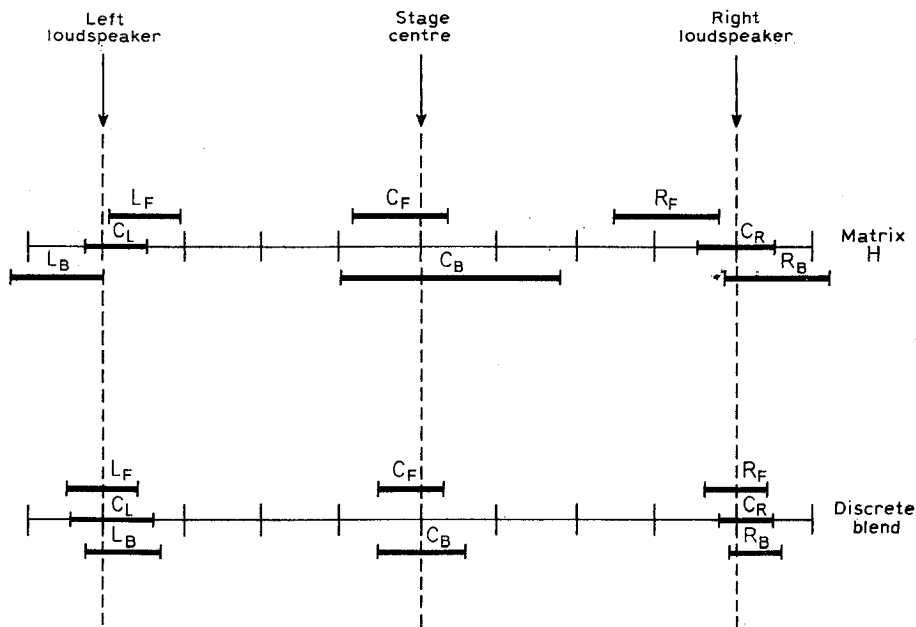 Left
loudspeaker
Stage
centre
Right
loudspeaker
LF
CF
RF
CL
CR
Matrix
H
LB
CB
RB
LF
CF
RF
CL
CR
Discrete
blend
LB
CB
RB